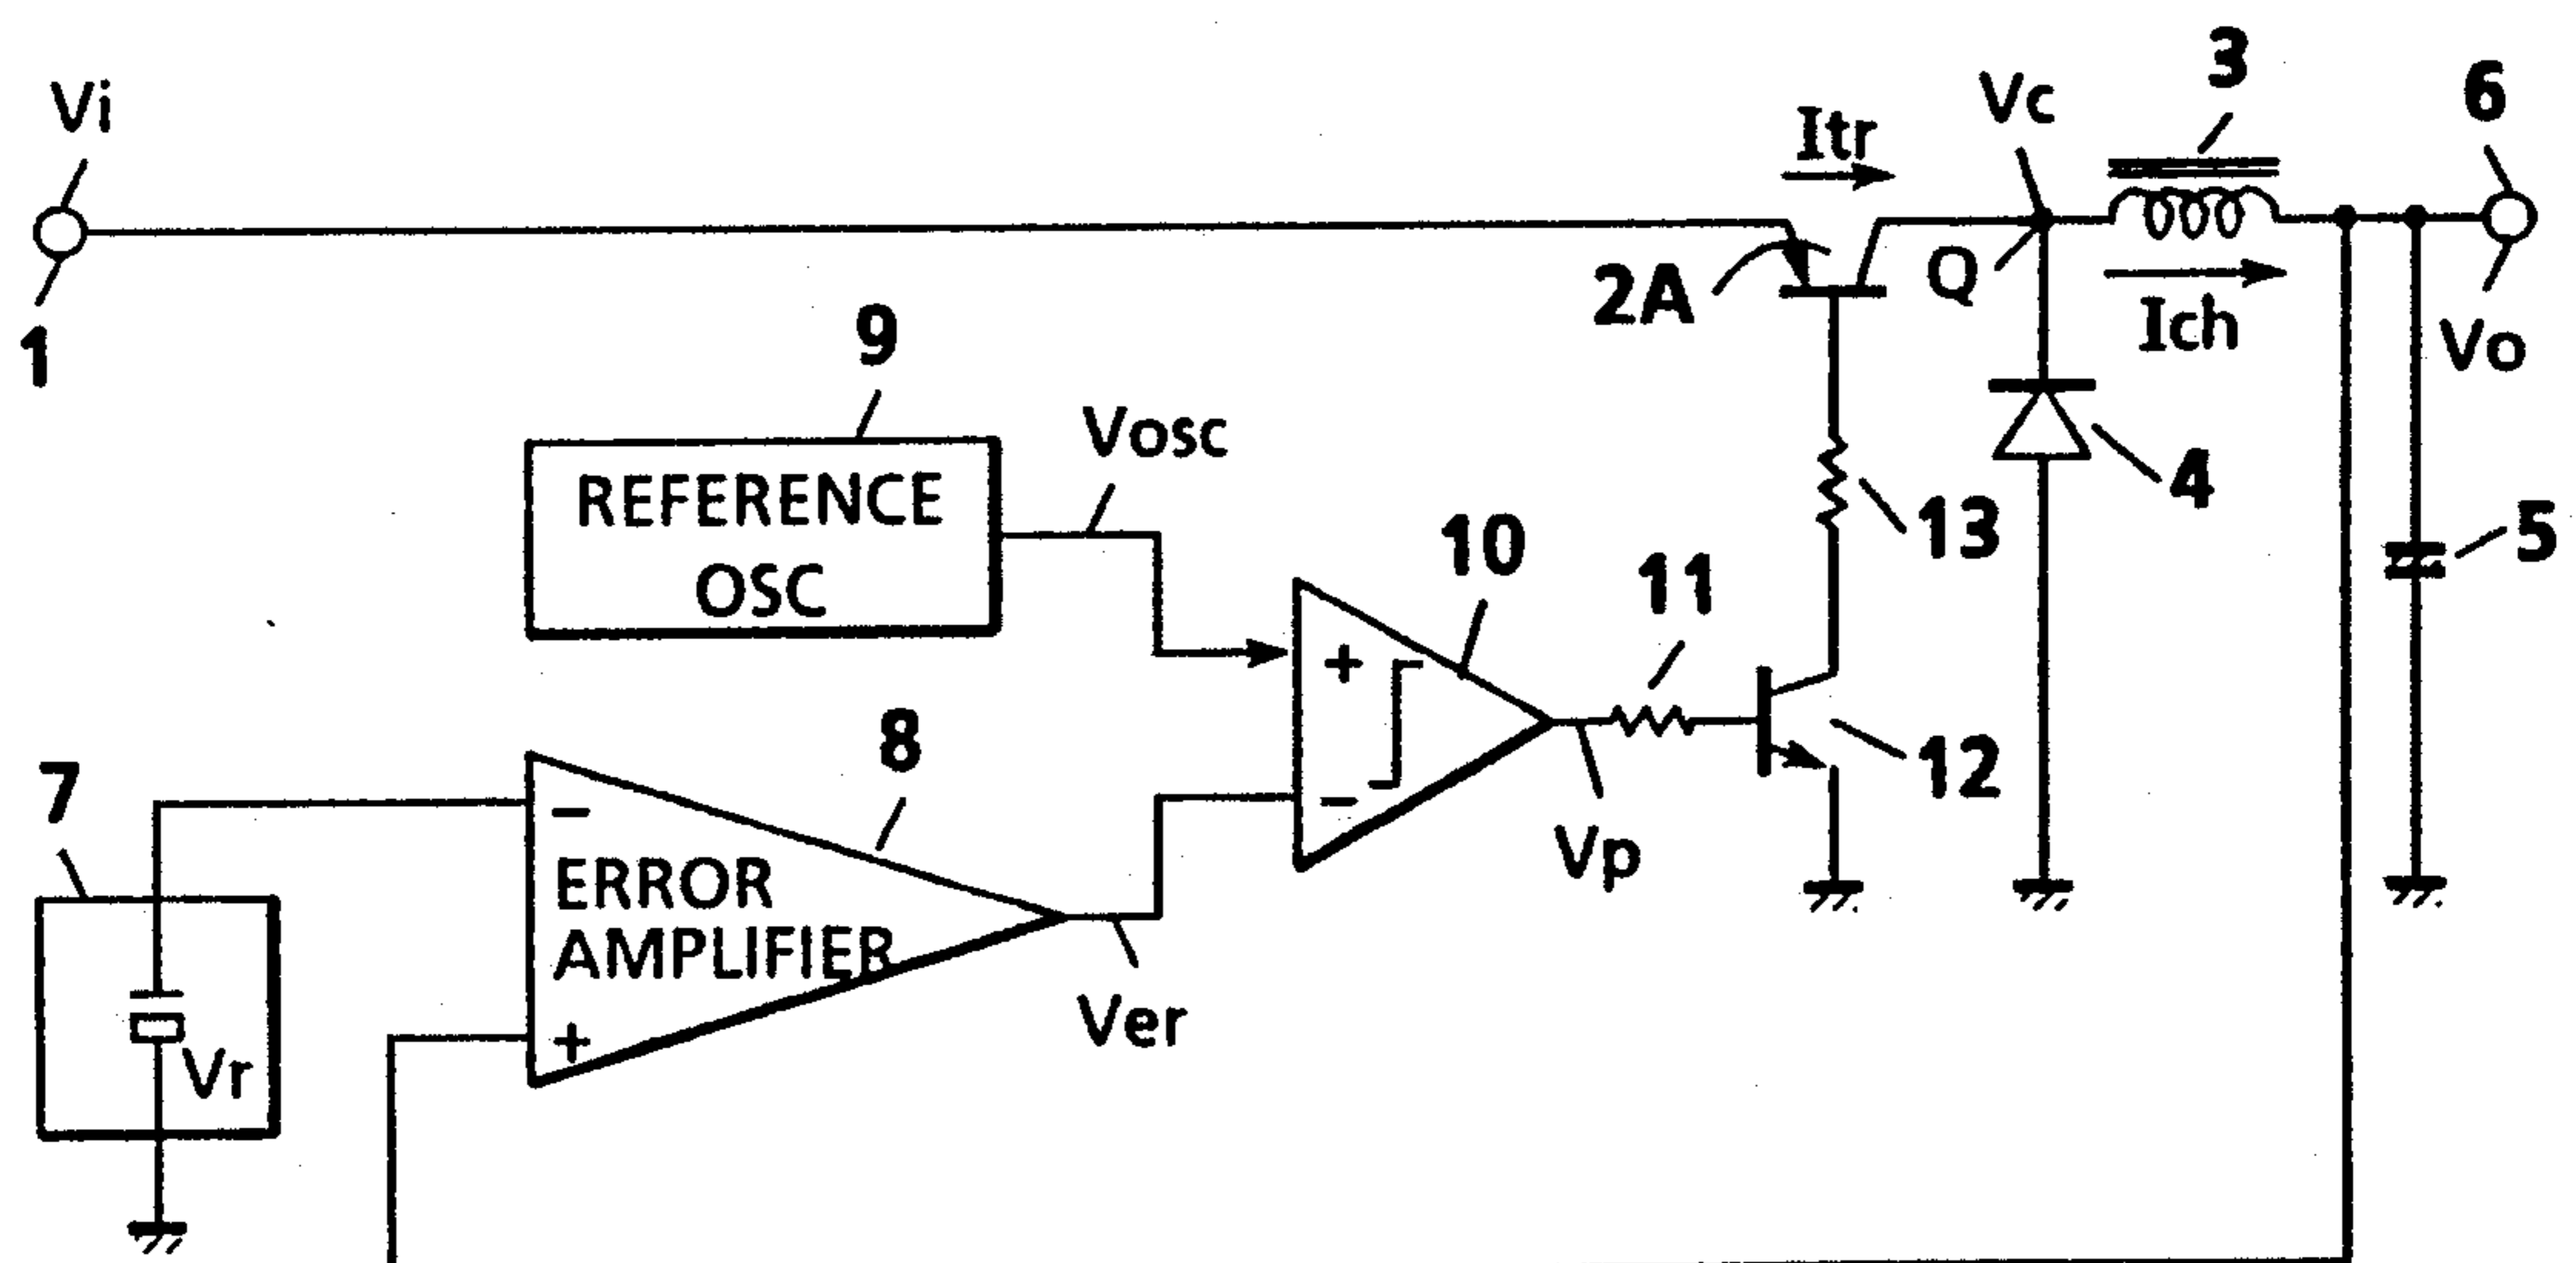 Vi
1
Itr
Vc
3
6
2A
Q
Ich
Vo
9
REFERENCE
OSC
Vosc
10
+
−
11
13
4
5
12
Vp
7
8
−
ERROR
AMPLIFIER
+
Ver
Vr